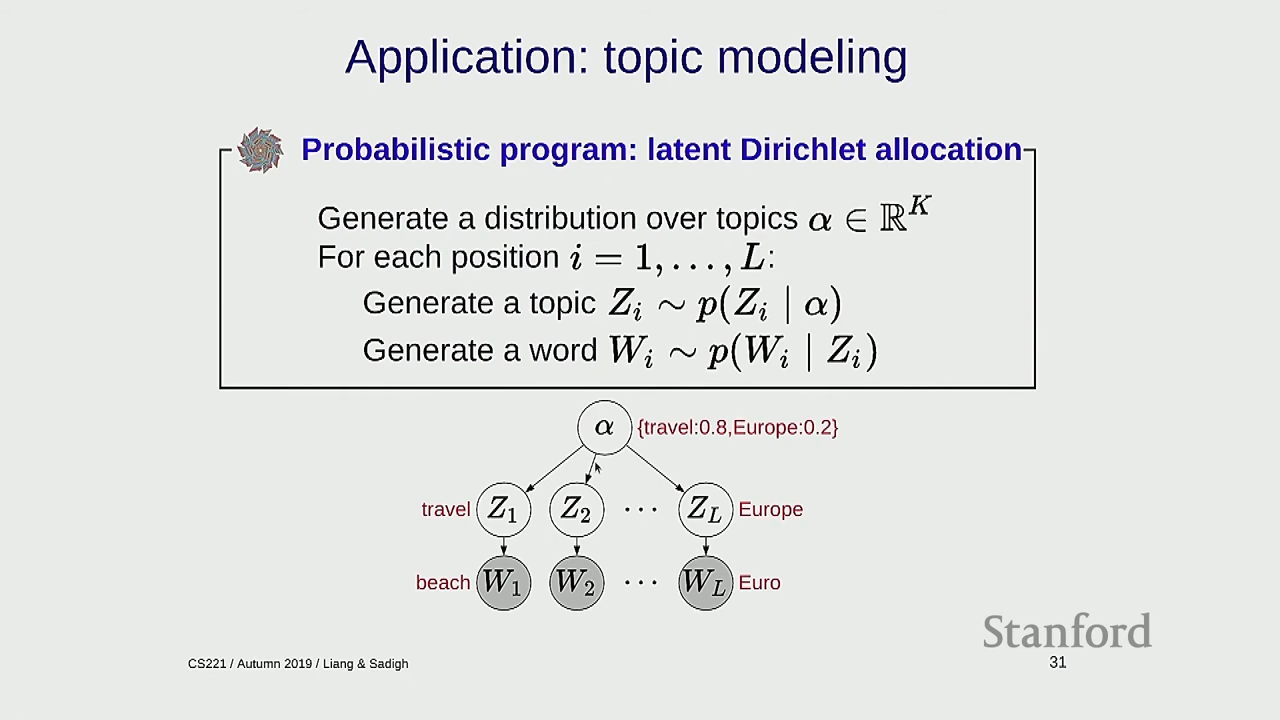 Application: topic modeling
Probabilistic program: latent Dirichlet allocation
Generate a distribution over topics α ∈ ℝ^K
For each position i = 1, . . . , L:
Generate a topic Z_i ∼ p(Z_i | α)
Generate a word W_i ∼ p(W_i | Z_i)
α {travel:0.8,Europe:0.2}
travel Z_1 Z_2 · · · Z_L Europe
beach W_1 W_2 · · · W_L Euro
Stanford
CS221 / Autumn 2019 / Liang & Sadigh 31